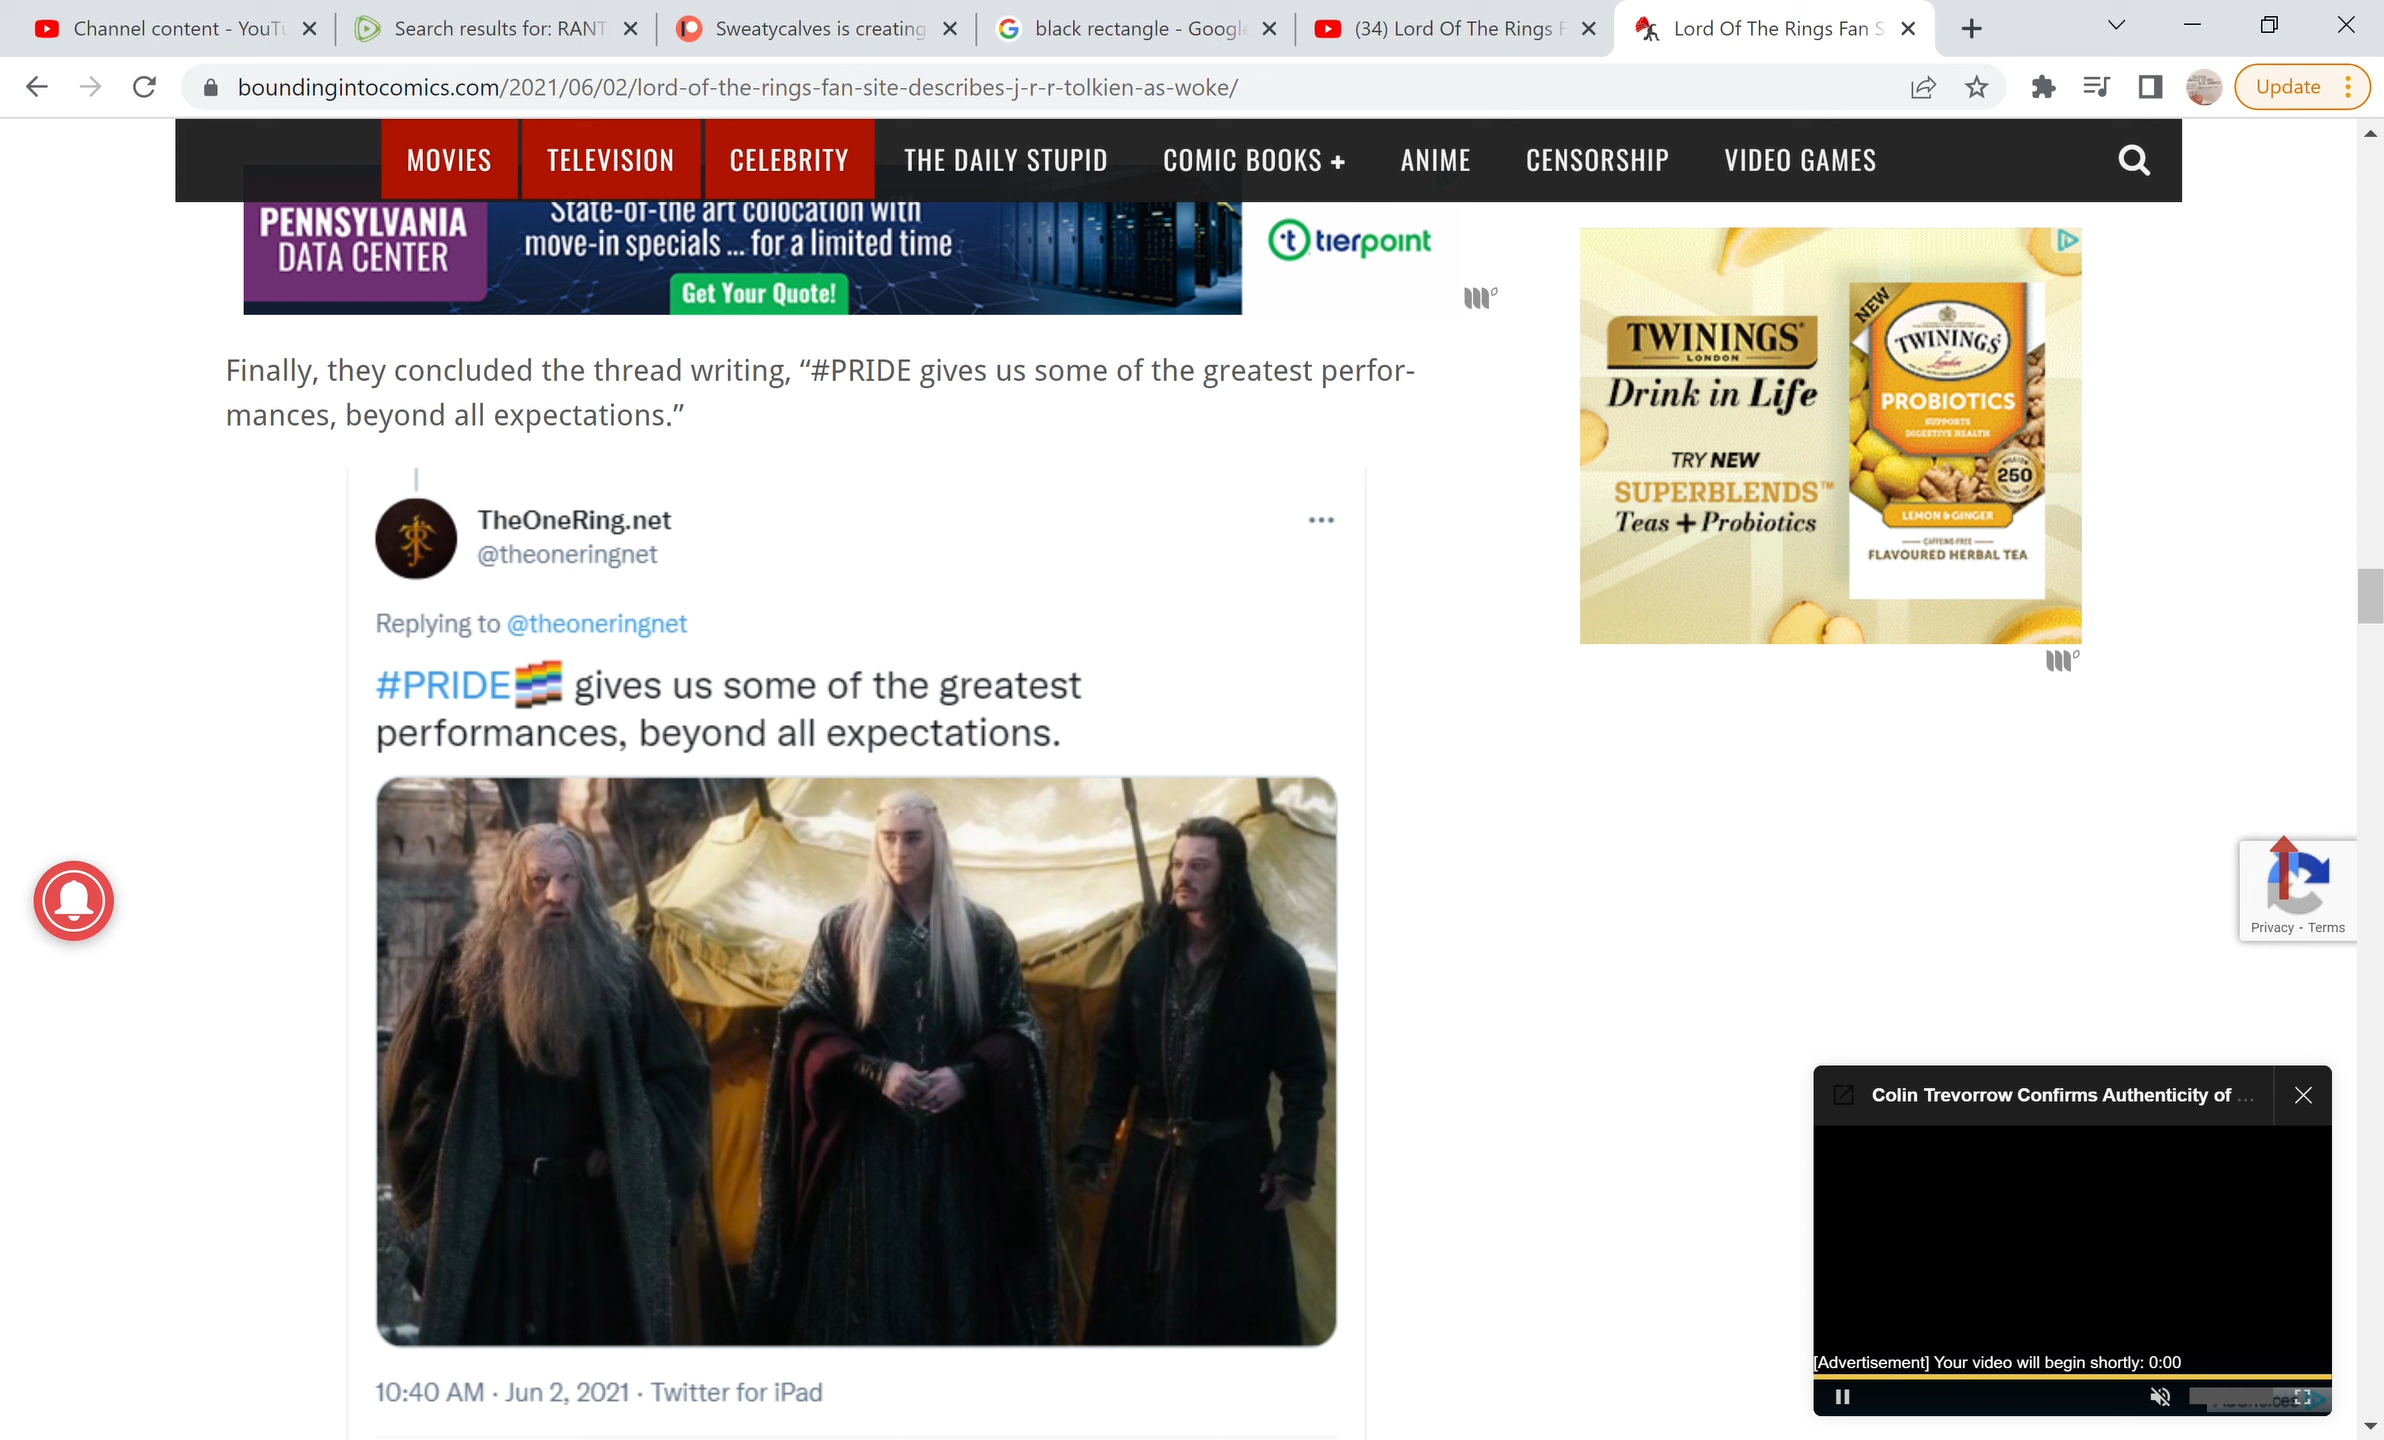 Channel content - YouTu
Search results for: RANT
Sweatycalves is creating
black rectangle - Google
(34) Lord Of The Rings F
Lord Of The Rings Fan S
boundingintocomics.com/2021/06/02/lord-of-the-rings-fan-site-describes-j-r-r-tolkien-as-woke/
Update
MOVIES
TELEVISION
CELEBRITY
THE DAILY STUPID
COMIC BOOKS +
ANIME
CENSORSHIP
VIDEO GAMES
PENNSYLVANIA
DATA CENTER
State-of-the art colocation with
move-in specials ... for a limited time
Get Your Quote!
tierpoint
Finally, they concluded the thread writing, “#PRIDE gives us some of the greatest perfor-
mances, beyond all expectations.”
TheOneRing.net
@theoneringnet
Replying to @theoneringnet
#PRIDE gives us some of the greatest
performances, beyond all expectations.
10:40 AM · Jun 2, 2021 · Twitter for iPad
TWININGS
LONDON
Drink in Life
TRY NEW
SUPERBLENDS™
Teas + Probiotics
NEW
TWININGS
London
PROBIOTICS
SUPPORTS
DIGESTIVE HEALTH
250
LEMON & GINGER
CAFFEINE-FREE
FLAVOURED HERBAL TEA
Privacy - Terms
Colin Trevorrow Confirms Authenticity of ...
[Advertisement] Your video will begin shortly: 0:00